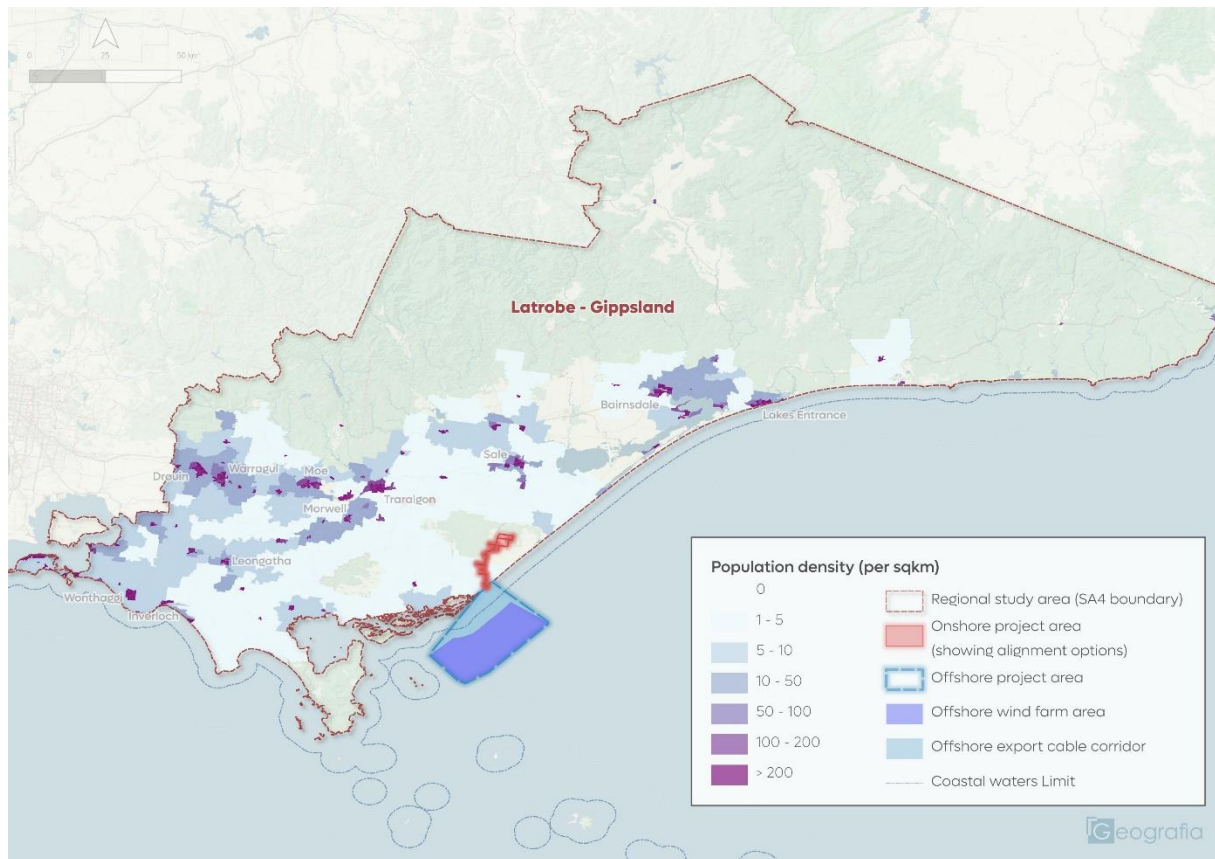 0
25
50 km
Latrobe - Gippsland
Bairnsdale
Lakes Entrance
Sale
Drouin
Warragul
Moe
Morwell
Traralgon
Leongatha
Wonthaggi
Inverloch
Population density (per sqkm)
0
1 - 5
5 - 10
10 - 50
50 - 100
100 - 200
> 200
Regional study area (SA4 boundary)
Onshore project area
(showing alignment options)
Offshore project area
Offshore wind farm area
Offshore export cable corridor
Coastal waters Limit
Geografia